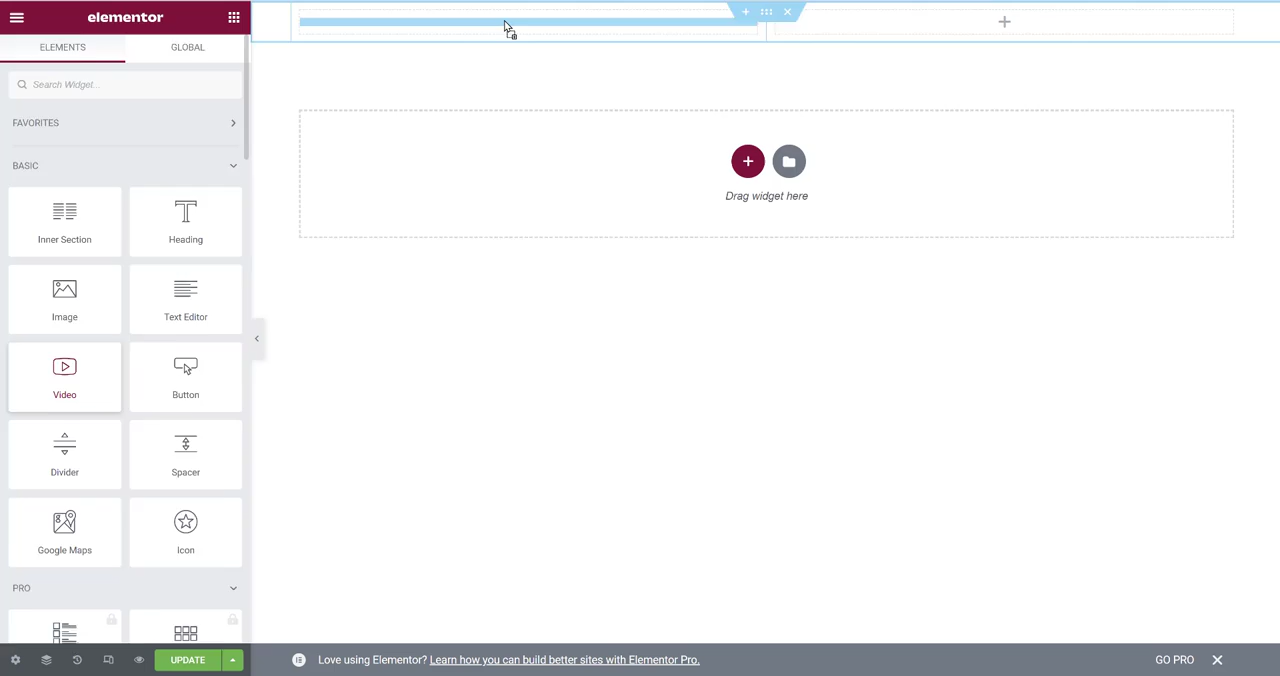 elementor
ELEMENTS
GLOBAL
Search Widget...
FAVORITES
BASIC
Inner Section
Heading
Image
Text Editor
Video
Button
Divider
Spacer
Google Maps
Icon
PRO
UPDATE
Drag widget here
Love using Elementor? Learn how you can build better sites with Elementor Pro.
GO PRO